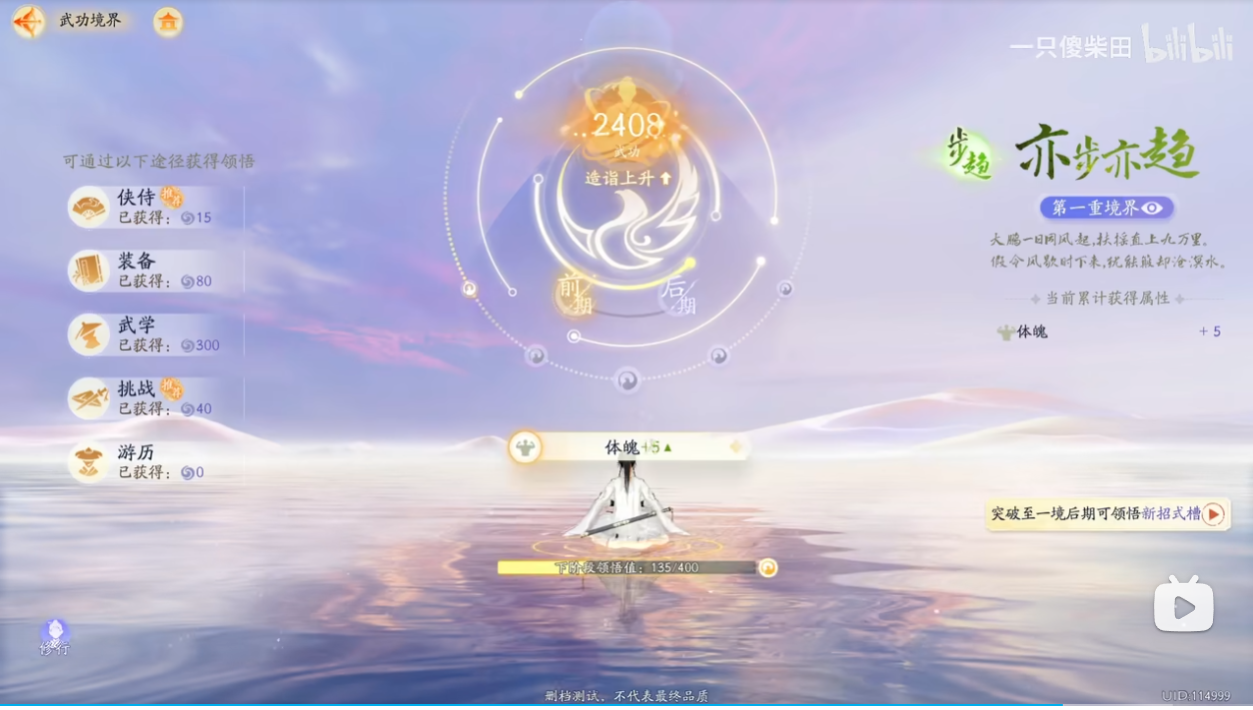 武功境界
一只傻柴田 bilibili
可通过以下途径获得领悟
侠侍 推荐
已获得: 15
装备
已获得: 80
武学
已获得: 300
挑战 推荐
已获得: 40
游历
已获得: 0
修行
2408
武功
造诣上升
前期
后期
体魄+5
下阶段领悟值: 135/400
步趋
亦步亦趋
第一重境界
大鹏一日同风起,扶摇直上九万里。
假令风歇时下来,犹能簸却沧溟水。
当前累计获得属性
体魄 + 5
突破至一境后期可领悟新招式槽
删档测试，不代表最终品质
UID:114999